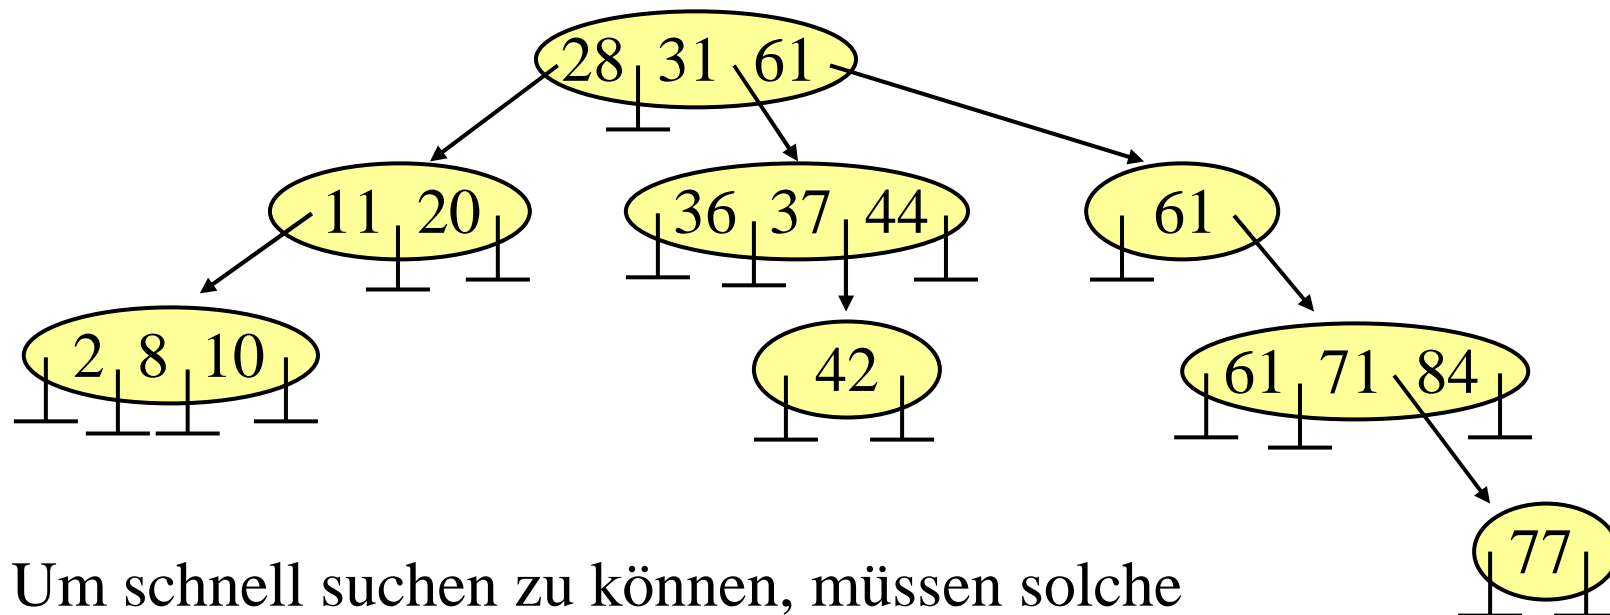 28 31 61
11 20
36 37 44
61
2 8 10
42
61 71 84
77
Um schnell suchen zu können, müssen solche